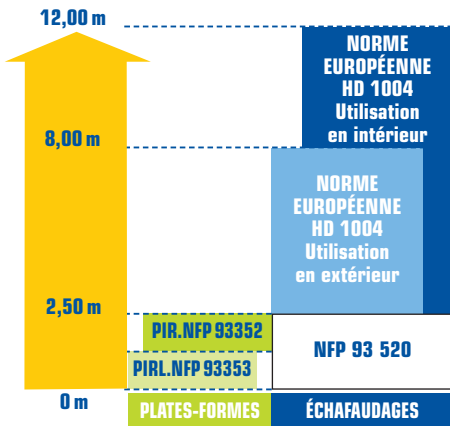 12,00 m
NORME
EUROPÉENNE
HD 1004
Utilisation
en intérieur
8,00 m
NORME
EUROPÉENNE
HD 1004
Utilisation
en extérieur
2,50 m
PIR.NFP 93352
NFP 93 520
PIRL.NFP 93353
0 m
PLATES-FORMES
ÉCHAFAUDAGES